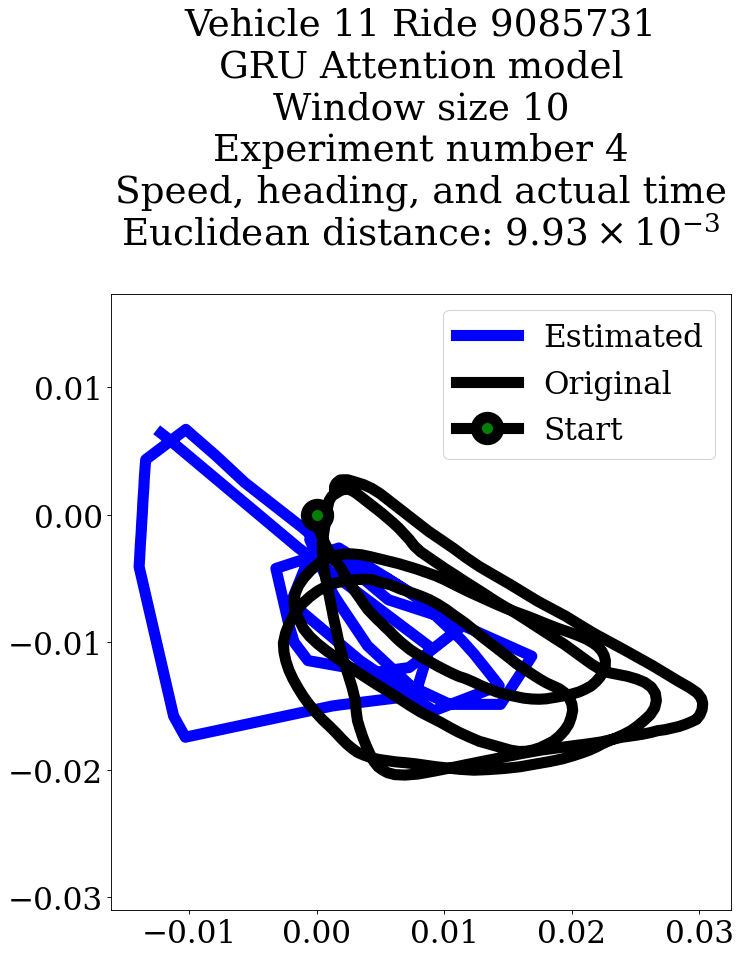 Vehicle 11 Ride 9085731
GRU Attention model
Window size 10
Experiment number 4
Speed, heading, and actual time
Euclidean distance: 9.93 × 10⁻³
Estimated
Original
Start
0.01
0.00
−0.01
−0.02
−0.03
−0.01 0.00 0.01 0.02 0.03